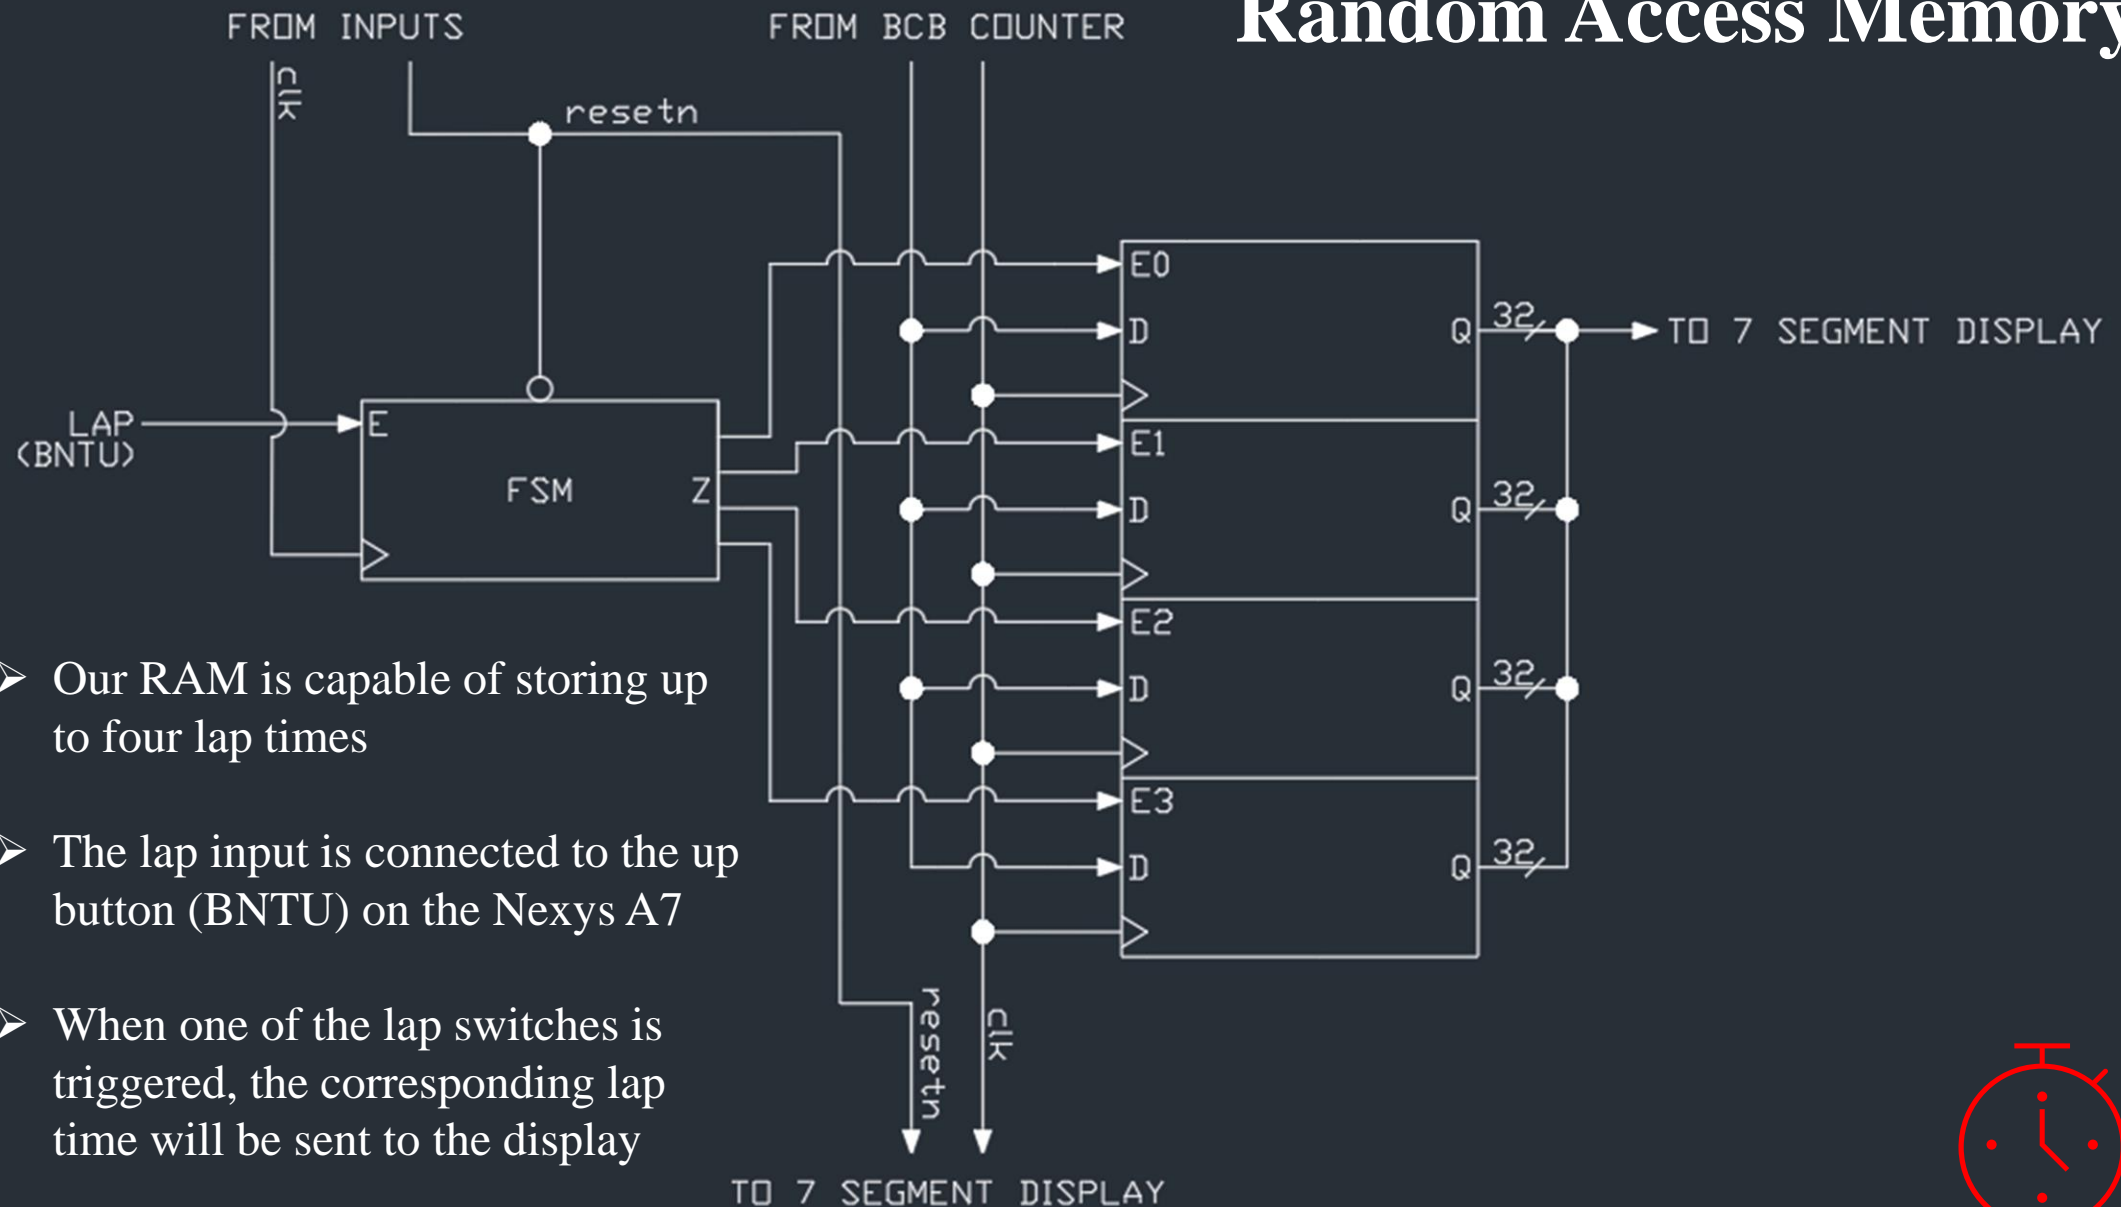 Random Access Memory
FROM INPUTS
FROM BCB COUNTER
clk
resetn
LAP
(BNTU)
E
FSM
Z
E0
D
Q
32
TO 7 SEGMENT DISPLAY
E1
D
Q
32
E2
D
Q
32
E3
D
Q
32
Our RAM is capable of storing up
to four lap times
The lap input is connected to the up
button (BNTU) on the Nexys A7
When one of the lap switches is
triggered, the corresponding lap
time will be sent to the display
resetn
clk
TO 7 SEGMENT DISPLAY